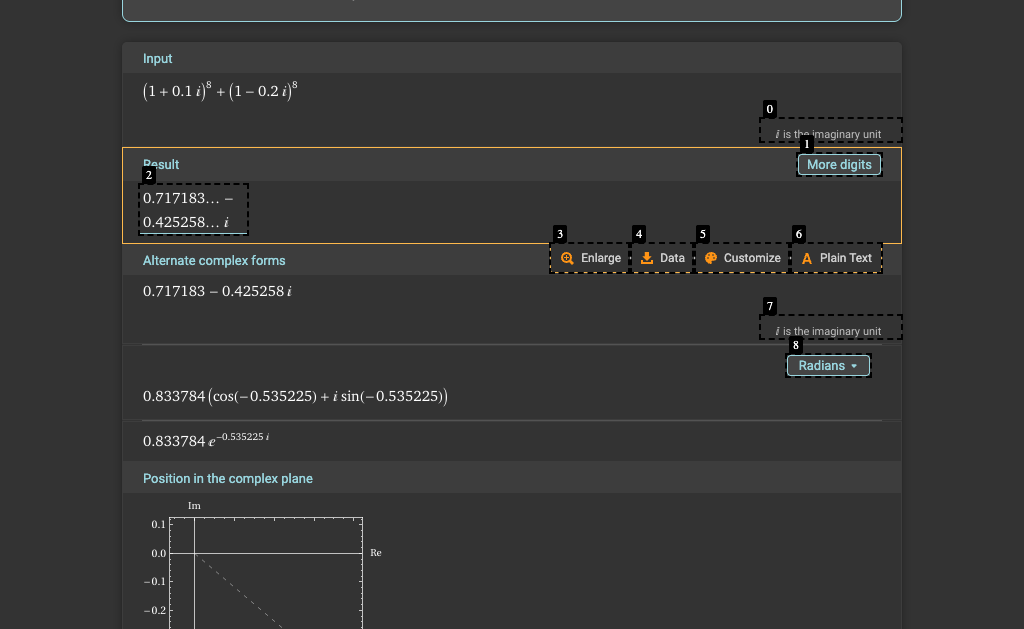 Input
(1 + 0.1 i)^8 + (1 − 0.2 i)^8
0
i is the imaginary unit
1
Result
More digits
2
0.717183… −
0.425258… i
3 4 5 6
Enlarge Data Customize A Plain Text
Alternate complex forms
0.717183 − 0.425258 i
7
i is the imaginary unit
8
Radians
0.833784 (cos(−0.535225) + i sin(−0.535225))
0.833784 e^−0.535225 i
Position in the complex plane
Im
0.1
0.0
Re
−0.1
−0.2